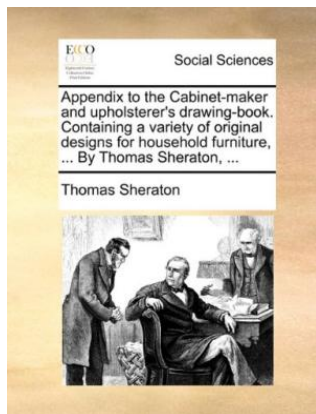 ECCO
Social Sciences
Appendix to the Cabinet-maker
and upholsterer's drawing-book.
Containing a variety of original
designs for household furniture,
... By Thomas Sheraton, ...
Thomas Sheraton